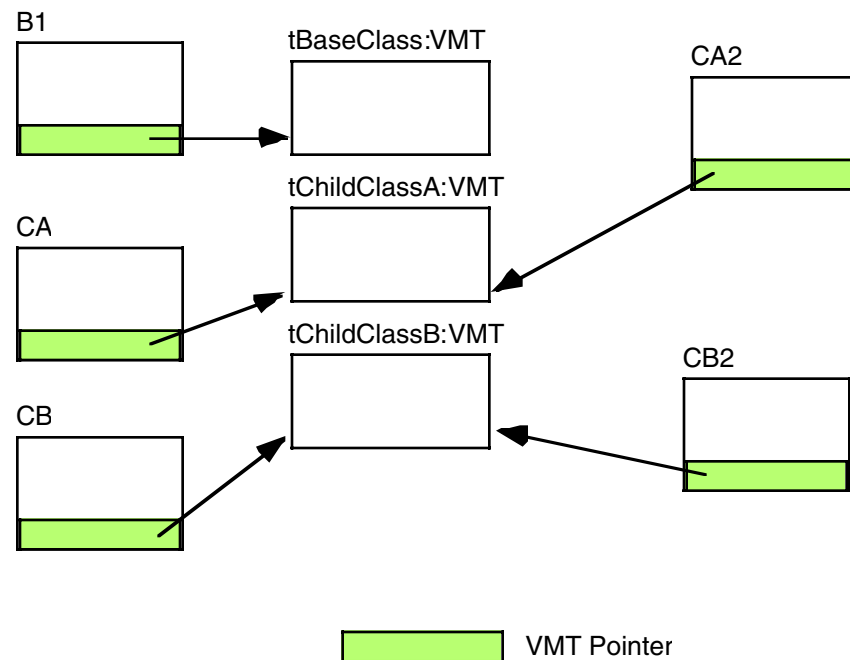 B1
tBaseClass:VMT
CA2
tChildClassA:VMT
CA
tChildClassB:VMT
CB2
CB
VMT Pointer